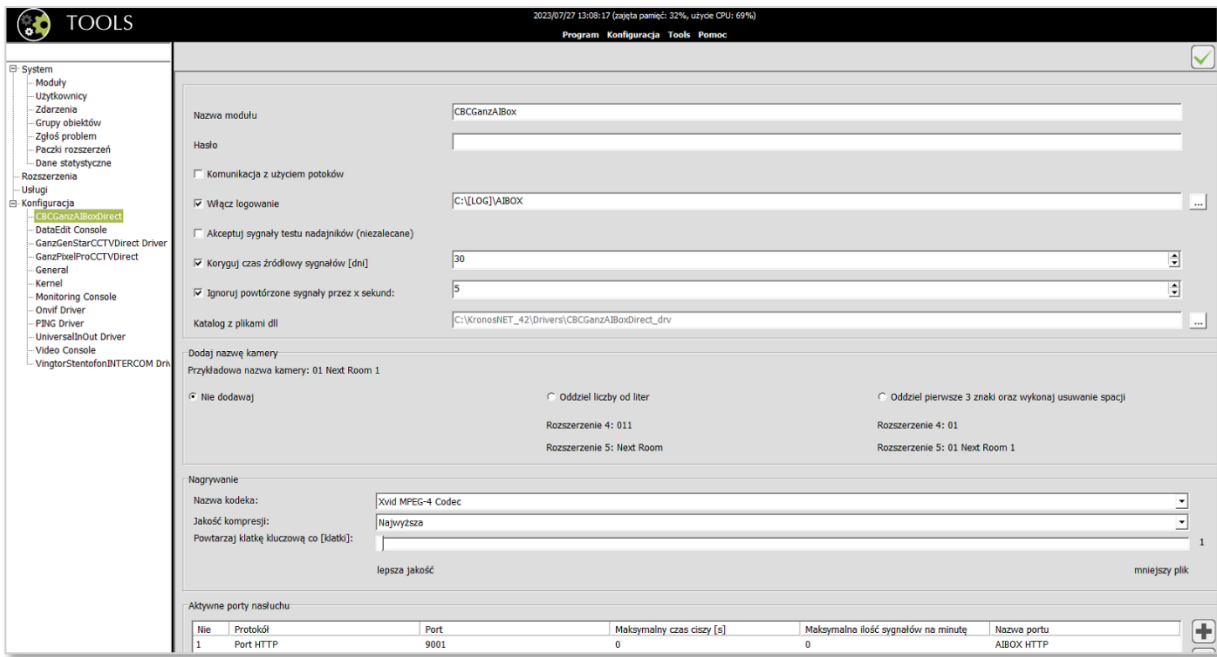 TOOLS
2023/07/27 13:08:17 (zajęta pamięć: 32%, użycie CPU: 69%)
Program Konfiguracja Tools Pomoc
System
Moduły
Użytkownicy
Zdarzenia
Grupy obiektów
Zgłoś problem
Paczki rozszerzeń
Dane statystyczne
Rozszerzenia
Usługi
Konfiguracja
CBCGanzAIBoxDirect
DataEdit Console
GanzGenStarCCTVDirect Driver
GanzPixelProCCTVDirect
General
Kernel
Monitoring Console
Onvif Driver
PING Driver
UniversalInOut Driver
Video Console
VingtorStentofonINTERCOM Driv
Nazwa modułu CBCGanzAIBox
Hasło
Komunikacja z użyciem potoków
Włącz logowanie C:\[LOG]\AIBOX ...
Akceptuj sygnały testu nadajników (niezalecane)
Koryguj czas źródłowy sygnałów [dni] 30
Ignoruj powtórzone sygnały przez x sekund: 5
Katalog z plikami dll C:\KronosNET_42\Drivers\CBCGanzAIBoxDirect_drv ...
Dodaj nazwę kamery
Przykładowa nazwa kamery: 01 Next Room 1
Nie dodawaj Oddziel liczby od liter Oddziel pierwsze 3 znaki oraz wykonaj usuwanie spacji
Rozszerzenie 4: 011 Rozszerzenie 4: 01
Rozszerzenie 5: Next Room Rozszerzenie 5: 01 Next Room 1
Nagrywanie
Nazwa kodeka: Xvid MPEG-4 Codec
Jakość kompresji: Najwyższa
Powtarzaj klatkę kluczową co [klatki]: 1
lepsza jakość mniejszy plik
Aktywne porty nasłuchu
Nie Protokół Port Maksymalny czas ciszy [s] Maksymalna ilość sygnałów na minutę Nazwa portu
1 Port HTTP 9001 0 0 AIBOX HTTP